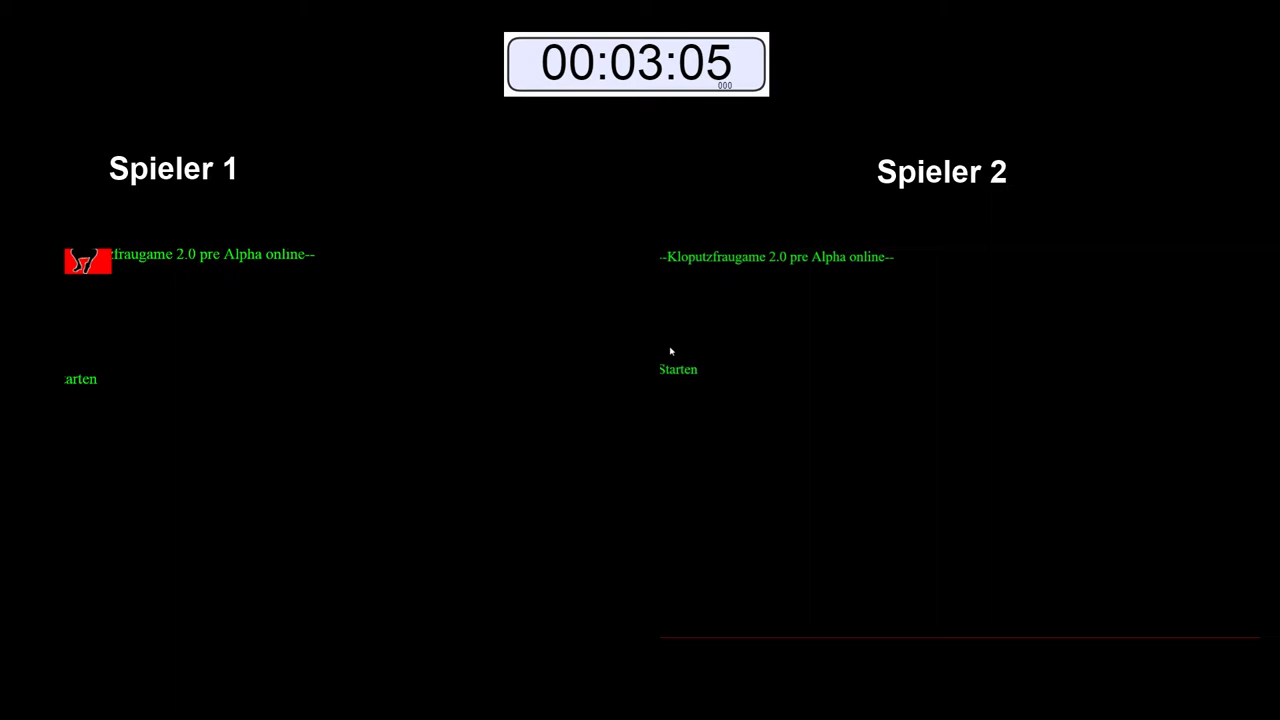 00:03:05
000
Spieler 1
Spieler 2
zfraugame 2.0 pre Alpha online--
--Kloputzfraugame 2.0 pre Alpha online--
arten
Starten